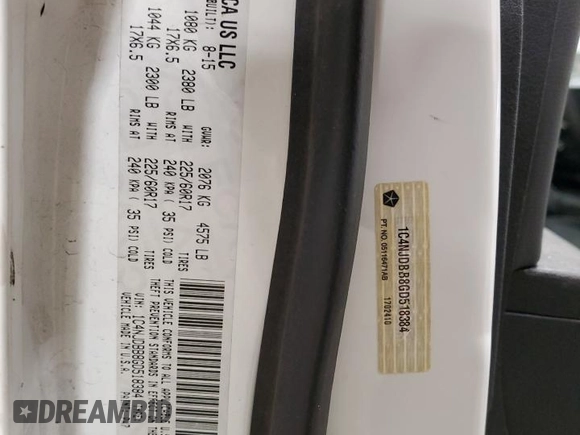 CA US LLC
BUILT): 8-15
GVWR: 2076 KG 4575 LB
1080 KG 2380 LB WITH 225/60R17 TIRES
17X6.5 RIMS AT 240 KPA ( 35 PSI) COLD
1044 KG 2300 LB WITH 225/60R17 TIRES
17X6.5 RIMS AT 240 KPA ( 35 PSI) COLD
THIS VEHICLE CONFORMS TO ALL
THEFT PREVENTION STANDARDS IN EFFECT
VIN: 1C4NJDBB8GD518384
VEHICLE MADE IN U.S.A.
1C4NJDBB8GD518384
PT. NO. 05116471AB 1702410
DREAMBID